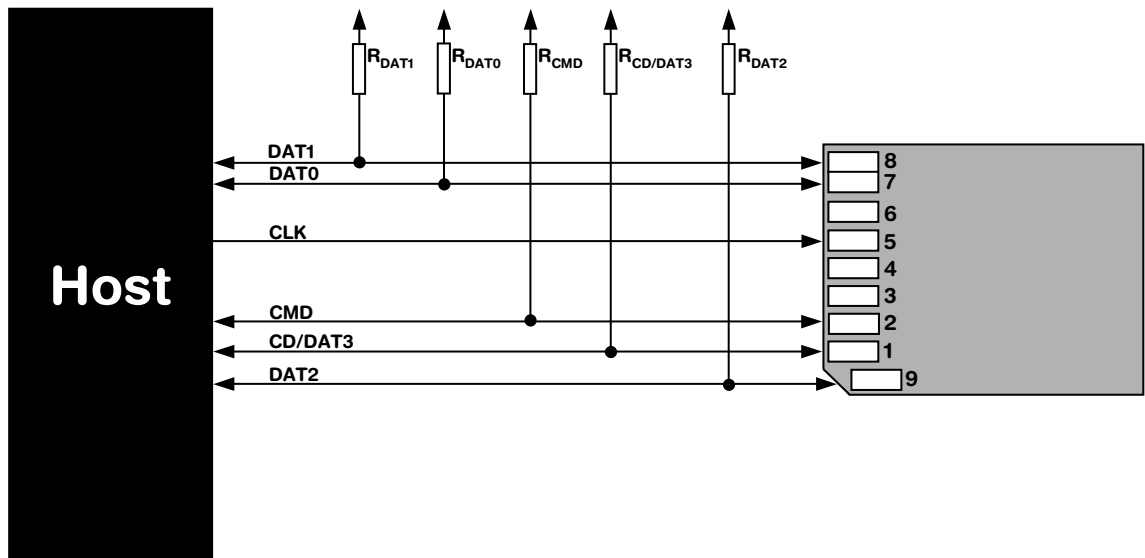 R_DAT1 R_DAT0 R_CMD R_CD/DAT3 R_DAT2
DAT1
8
DAT0
7
6
CLK
5
Host
4
3
CMD
2
CD/DAT3
1
DAT2
9